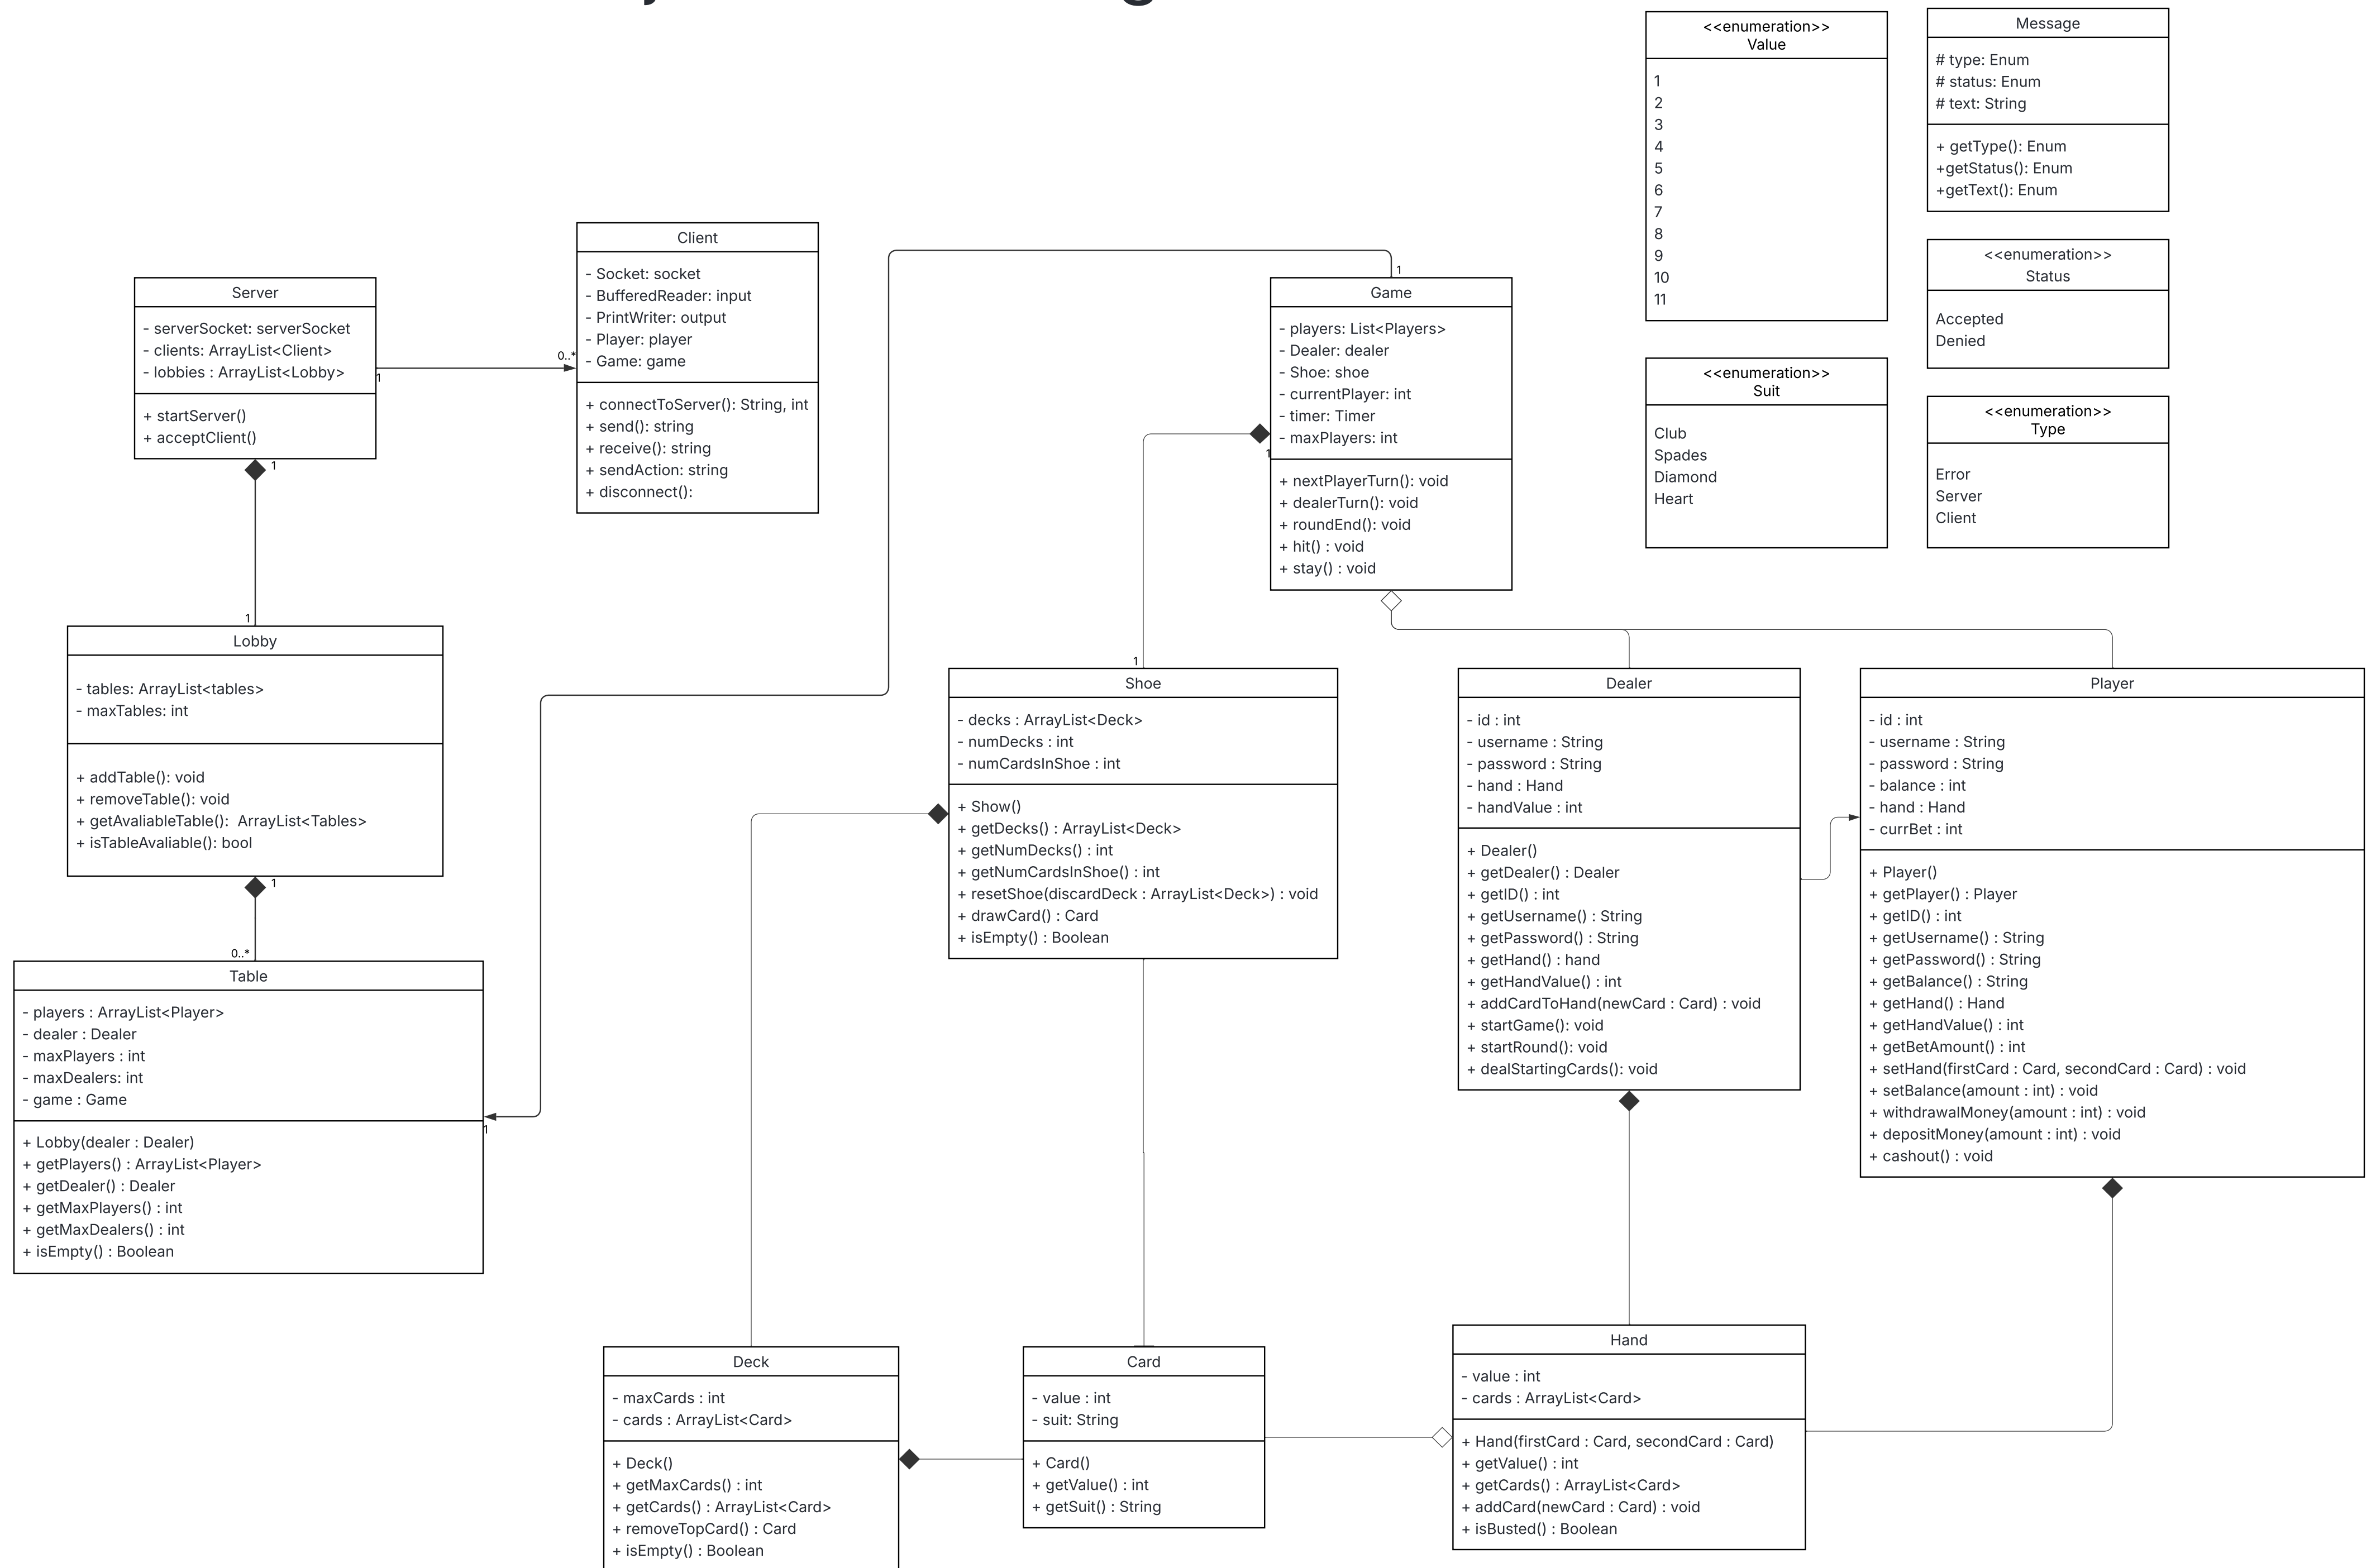 <<enumeration>>
Value
1
2
3
4
5
6
7
8
9
10
11
Message
# type: Enum
# status: Enum
# text: String
+ getType(): Enum
+getStatus(): Enum
+getText(): Enum
<<enumeration>>
Status
Accepted
Denied
<<enumeration>>
Suit
Club
Spades
Diamond
Heart
<<enumeration>>
Type
Error
Server
Client
Client
- Socket: socket
- BufferedReader: input
- PrintWriter: output
- Player: player
- Game: game
+ connectToServer(): String, int
+ send(): string
+ receive(): string
+ sendAction: string
+ disconnect():
Server
- serverSocket: serverSocket
- clients: ArrayList<Client>
- lobbies : ArrayList<Lobby>
+ startServer()
+ acceptClient()
1
0..*
1
1
1
Game
- players: List<Players>
- Dealer: dealer
- Shoe: shoe
- currentPlayer: int
- timer: Timer
- maxPlayers: int
+ nextPlayerTurn(): void
+ dealerTurn(): void
+ roundEnd(): void
+ hit() : void
+ stay() : void
1
1
Lobby
- tables: ArrayList<tables>
- maxTables: int
+ addTable(): void
+ removeTable(): void
+ getAvaliableTable():  ArrayList<Tables>
+ isTableAvaliable(): bool
1
0..*
Shoe
- decks : ArrayList<Deck>
- numDecks : int
- numCardsInShoe : int
+ Show()
+ getDecks() : ArrayList<Deck>
+ getNumDecks() : int
+ getNumCardsInShoe() : int
+ resetShoe(discardDeck : ArrayList<Deck>) : void
+ drawCard() : Card
+ isEmpty() : Boolean
Dealer
- id : int
- username : String
- password : String
- hand : Hand
- handValue : int
+ Dealer()
+ getDealer() : Dealer
+ getID() : int
+ getUsername() : String
+ getPassword() : String
+ getHand() : hand
+ getHandValue() : int
+ addCardToHand(newCard : Card) : void
+ startGame(): void
+ startRound(): void
+ dealStartingCards(): void
Player
- id : int
- username : String
- password : String
- balance : int
- hand : Hand
- currBet : int
+ Player()
+ getPlayer() : Player
+ getID() : int
+ getUsername() : String
+ getPassword() : String
+ getBalance() : String
+ getHand() : Hand
+ getHandValue() : int
+ getBetAmount() : int
+ setHand(firstCard : Card, secondCard : Card) : void
+ setBalance(amount : int) : void
+ withdrawalMoney(amount : int) : void
+ depositMoney(amount : int) : void
+ cashout() : void
Table
- players : ArrayList<Player>
- dealer : Dealer
- maxPlayers : int
- maxDealers: int
- game : Game
+ Lobby(dealer : Dealer)
+ getPlayers() : ArrayList<Player>
+ getDealer() : Dealer
+ getMaxPlayers() : int
+ getMaxDealers() : int
+ isEmpty() : Boolean
1
Deck
- maxCards : int
- cards : ArrayList<Card>
+ Deck()
+ getMaxCards() : int
+ getCards() : ArrayList<Card>
+ removeTopCard() : Card
+ isEmpty() : Boolean
Card
- value : int
- suit: String
+ Card()
+ getValue() : int
+ getSuit() : String
Hand
- value : int
- cards : ArrayList<Card>
+ Hand(firstCard : Card, secondCard : Card)
+ getValue() : int
+ getCards() : ArrayList<Card>
+ addCard(newCard : Card) : void
+ isBusted() : Boolean